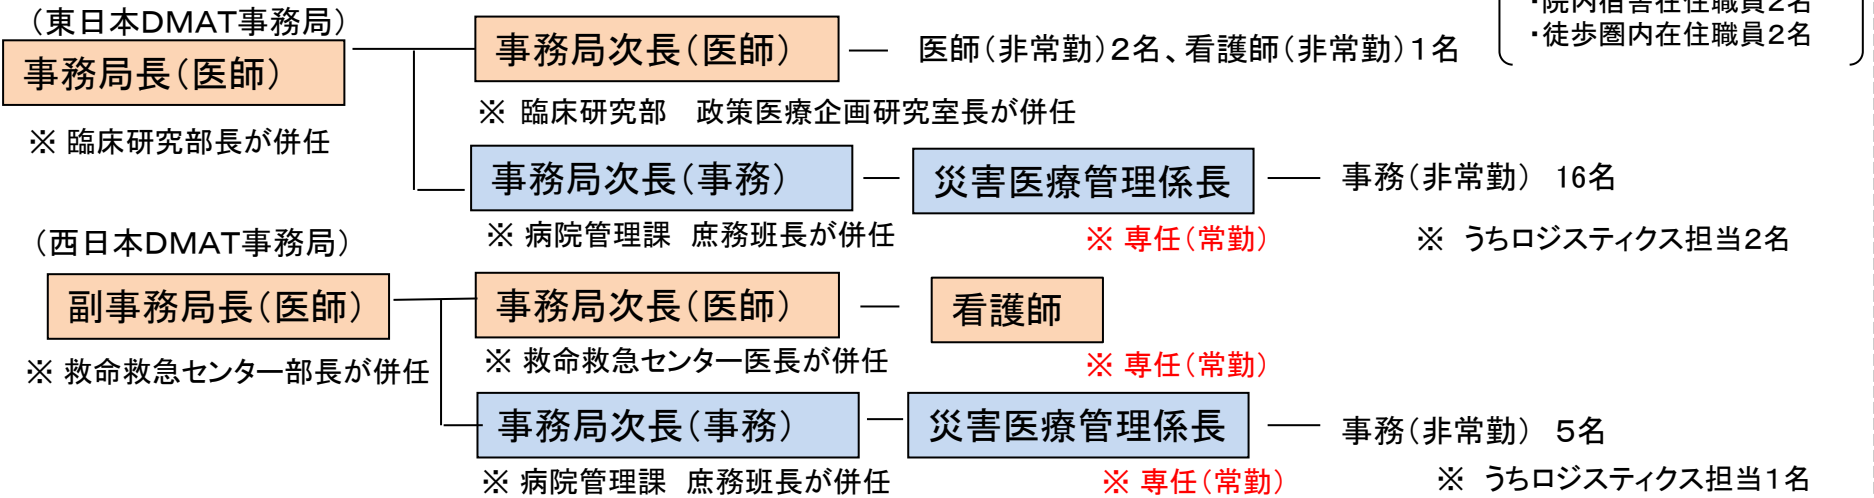 ・院内宿舎在住職員2名
・徒歩圏内在住職員2名
（東日本DMAT事務局）
事務局長（医師）
※ 臨床研究部長が併任
事務局次長（医師）
医師（非常勤）2名、看護師（非常勤）1名
※ 臨床研究部　政策医療企画研究室長が併任
事務局次長（事務）
災害医療管理係長
事務（非常勤） 16名
※ 病院管理課 庶務班長が併任
※ 専任（常勤）
※ うちロジスティクス担当2名
（西日本DMAT事務局）
副事務局長（医師）
※ 救命救急センター部長が併任
事務局次長（医師）
看護師
※ 救命救急センター医長が併任
※ 専任（常勤）
事務局次長（事務）
災害医療管理係長
事務（非常勤） 5名
※ 病院管理課 庶務班長が併任
※ 専任（常勤）
※ うちロジスティクス担当1名